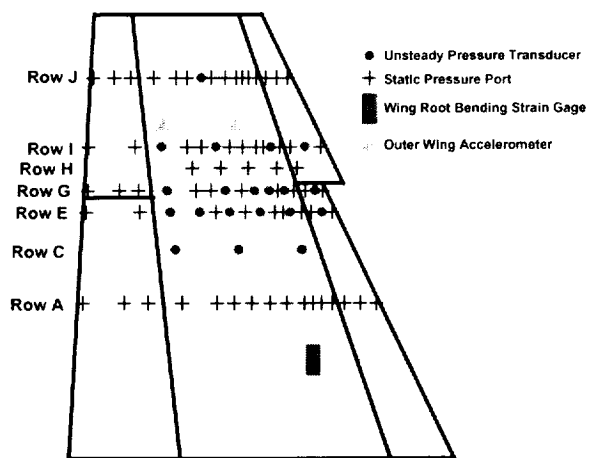 Row J
Row I
Row H
Row G
Row E
Row C
Row A
Unsteady Pressure Transducer
Static Pressure Port
Wing Root Bending Strain Gage
Outer Wing Accelerometer